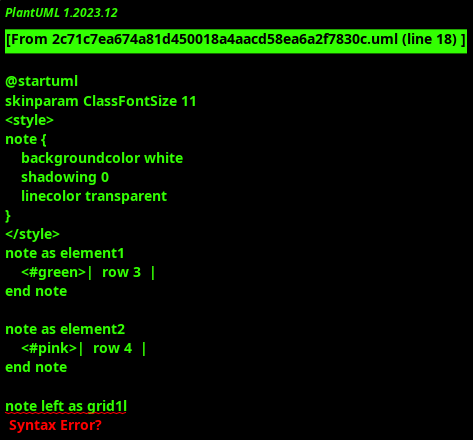 PlantUML 1.2023.12
[From 2c71c7ea674a81d450018a4aacd58ea6a2f7830c.uml (line 18) ]
@startuml
skinparam ClassFontSize 11
<style>
note {
    backgroundcolor white
    shadowing 0
    linecolor transparent
}
</style>
note as element1
    <#green>|  row 3  |
end note

note as element2
    <#pink>|  row 4  |
end note

note left as grid1l
 Syntax Error?